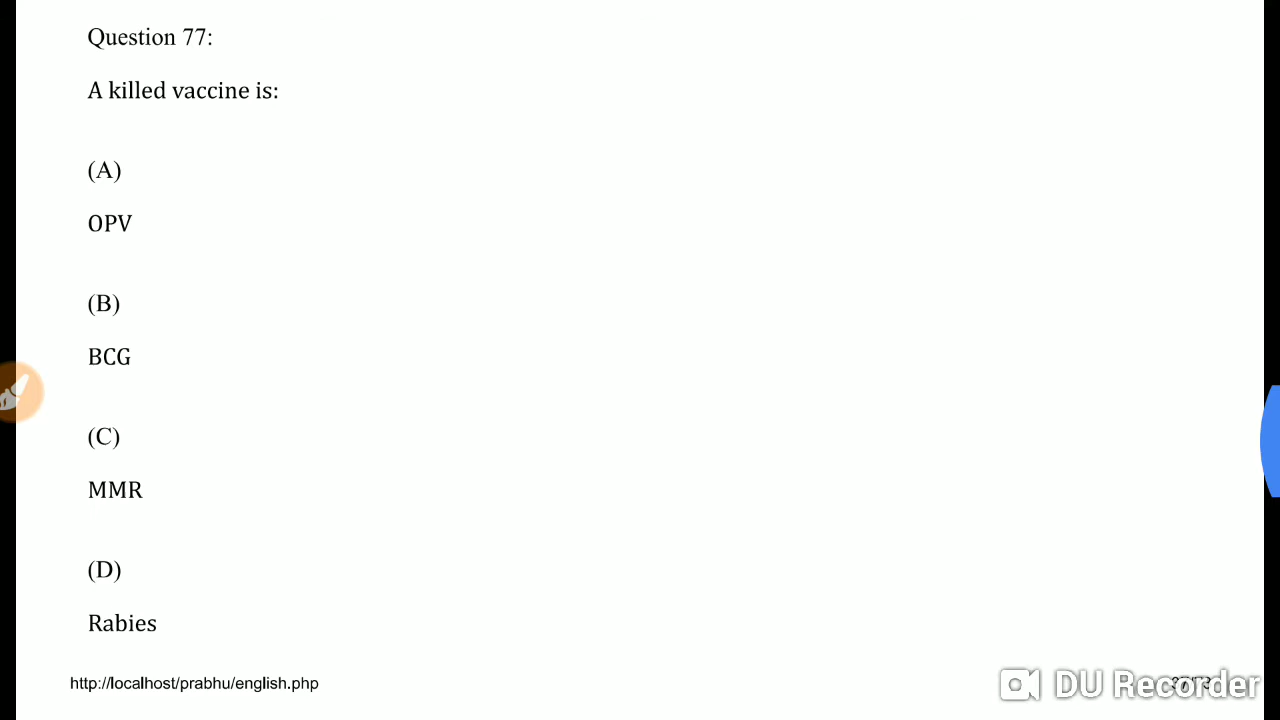 Question 77:
A killed vaccine is:
(A)
OPV
(B)
BCG
(C)
MMR
(D)
Rabies
http://localhost/prabhu/english.php
DU Recorder